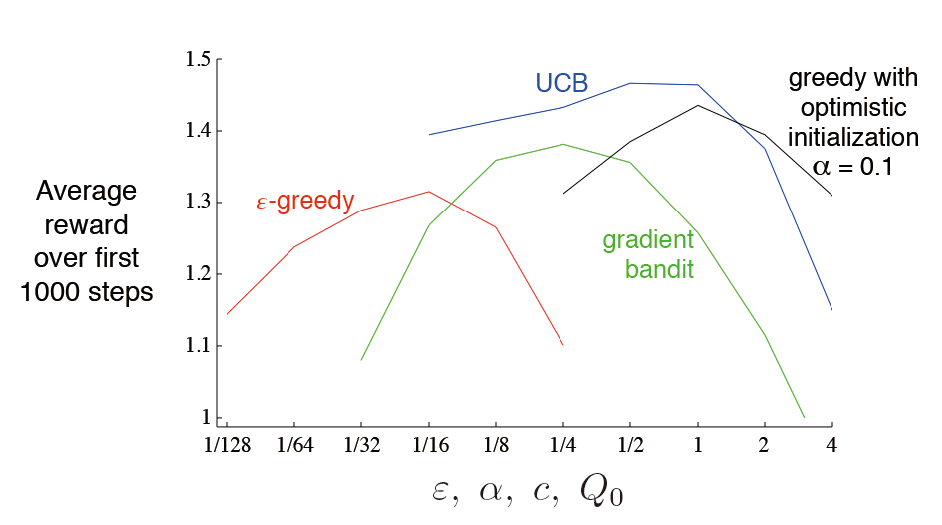 1.5
1.4
1.3
1.2
1.1
1
Average
reward
over first
1000 steps
UCB
ε-greedy
gradient
bandit
greedy with
optimistic
initialization
α = 0.1
1/128 1/64 1/32 1/16 1/8 1/4 1/2 1 2 4
ε, α, c, Q₀